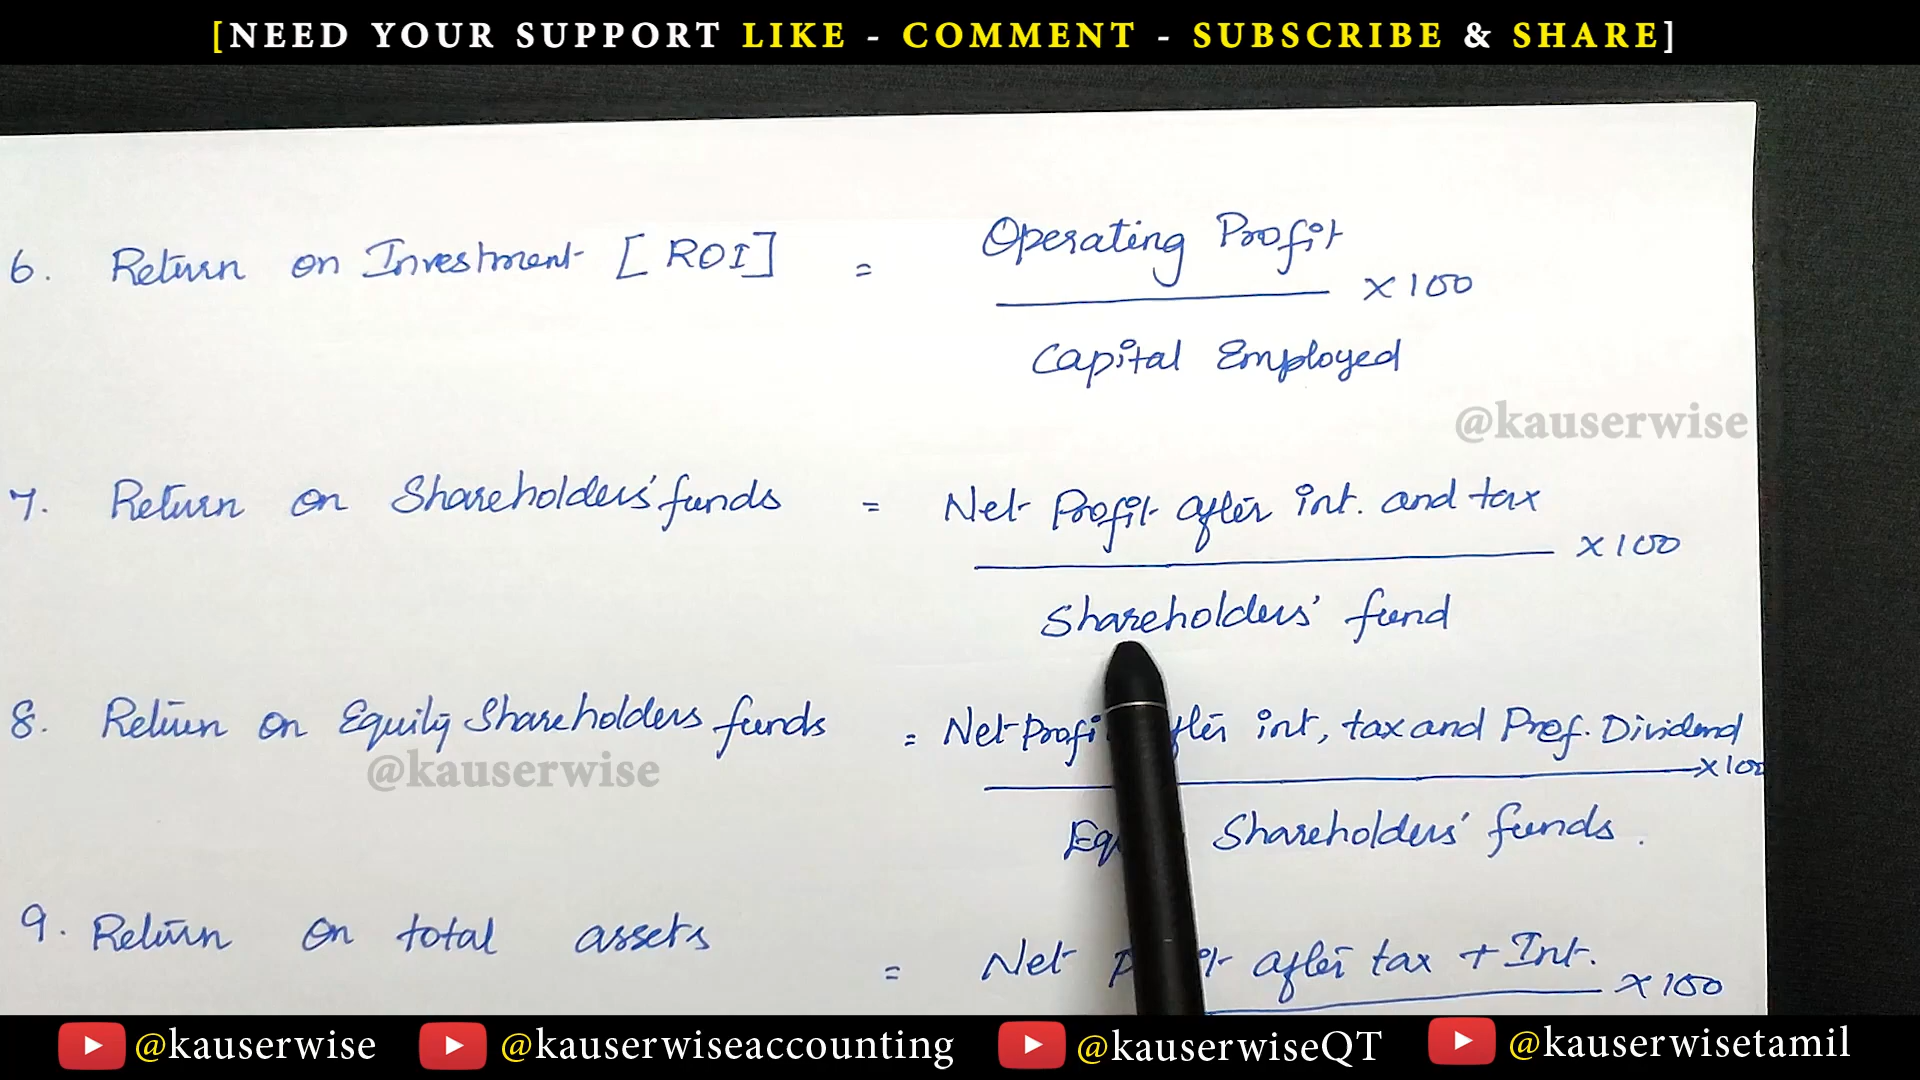 [NEED YOUR SUPPORT LIKE - COMMENT - SUBSCRIBE & SHARE]
6. Return on Investment [ROI] = Operating Profit
× 100
Capital Employed
@kauserwise
7. Return on Shareholders' funds = Net Profit after int. and tax
× 100
Shareholders' fund
8. Return on Equity Shareholders funds = Net Profi after int, tax and Pref. Dividend
× 100
@kauserwise
Shareholders' funds.
9. Return on total assets = Net after tax + Int.
× 100
@kauserwise @kauserwiseaccounting @kauserwiseQT @kauserwisetamil